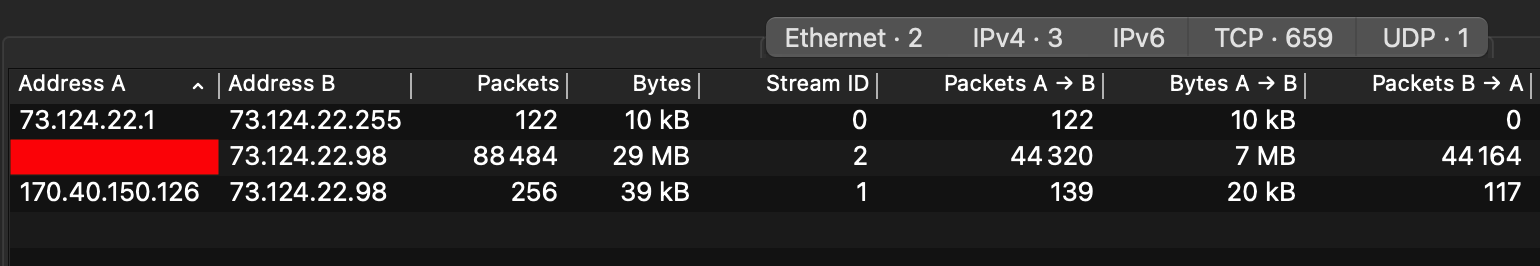 Ethernet · 2 IPv4 · 3 IPv6 TCP · 659 UDP · 1
Address A Address B Packets Bytes Stream ID Packets A → B Bytes A → B Packets B → A
73.124.22.1 73.124.22.255 122 10 kB 0 122 10 kB 0
73.124.22.98 88 484 29 MB 2 44 320 7 MB 44 164
170.40.150.126 73.124.22.98 256 39 kB 1 139 20 kB 117